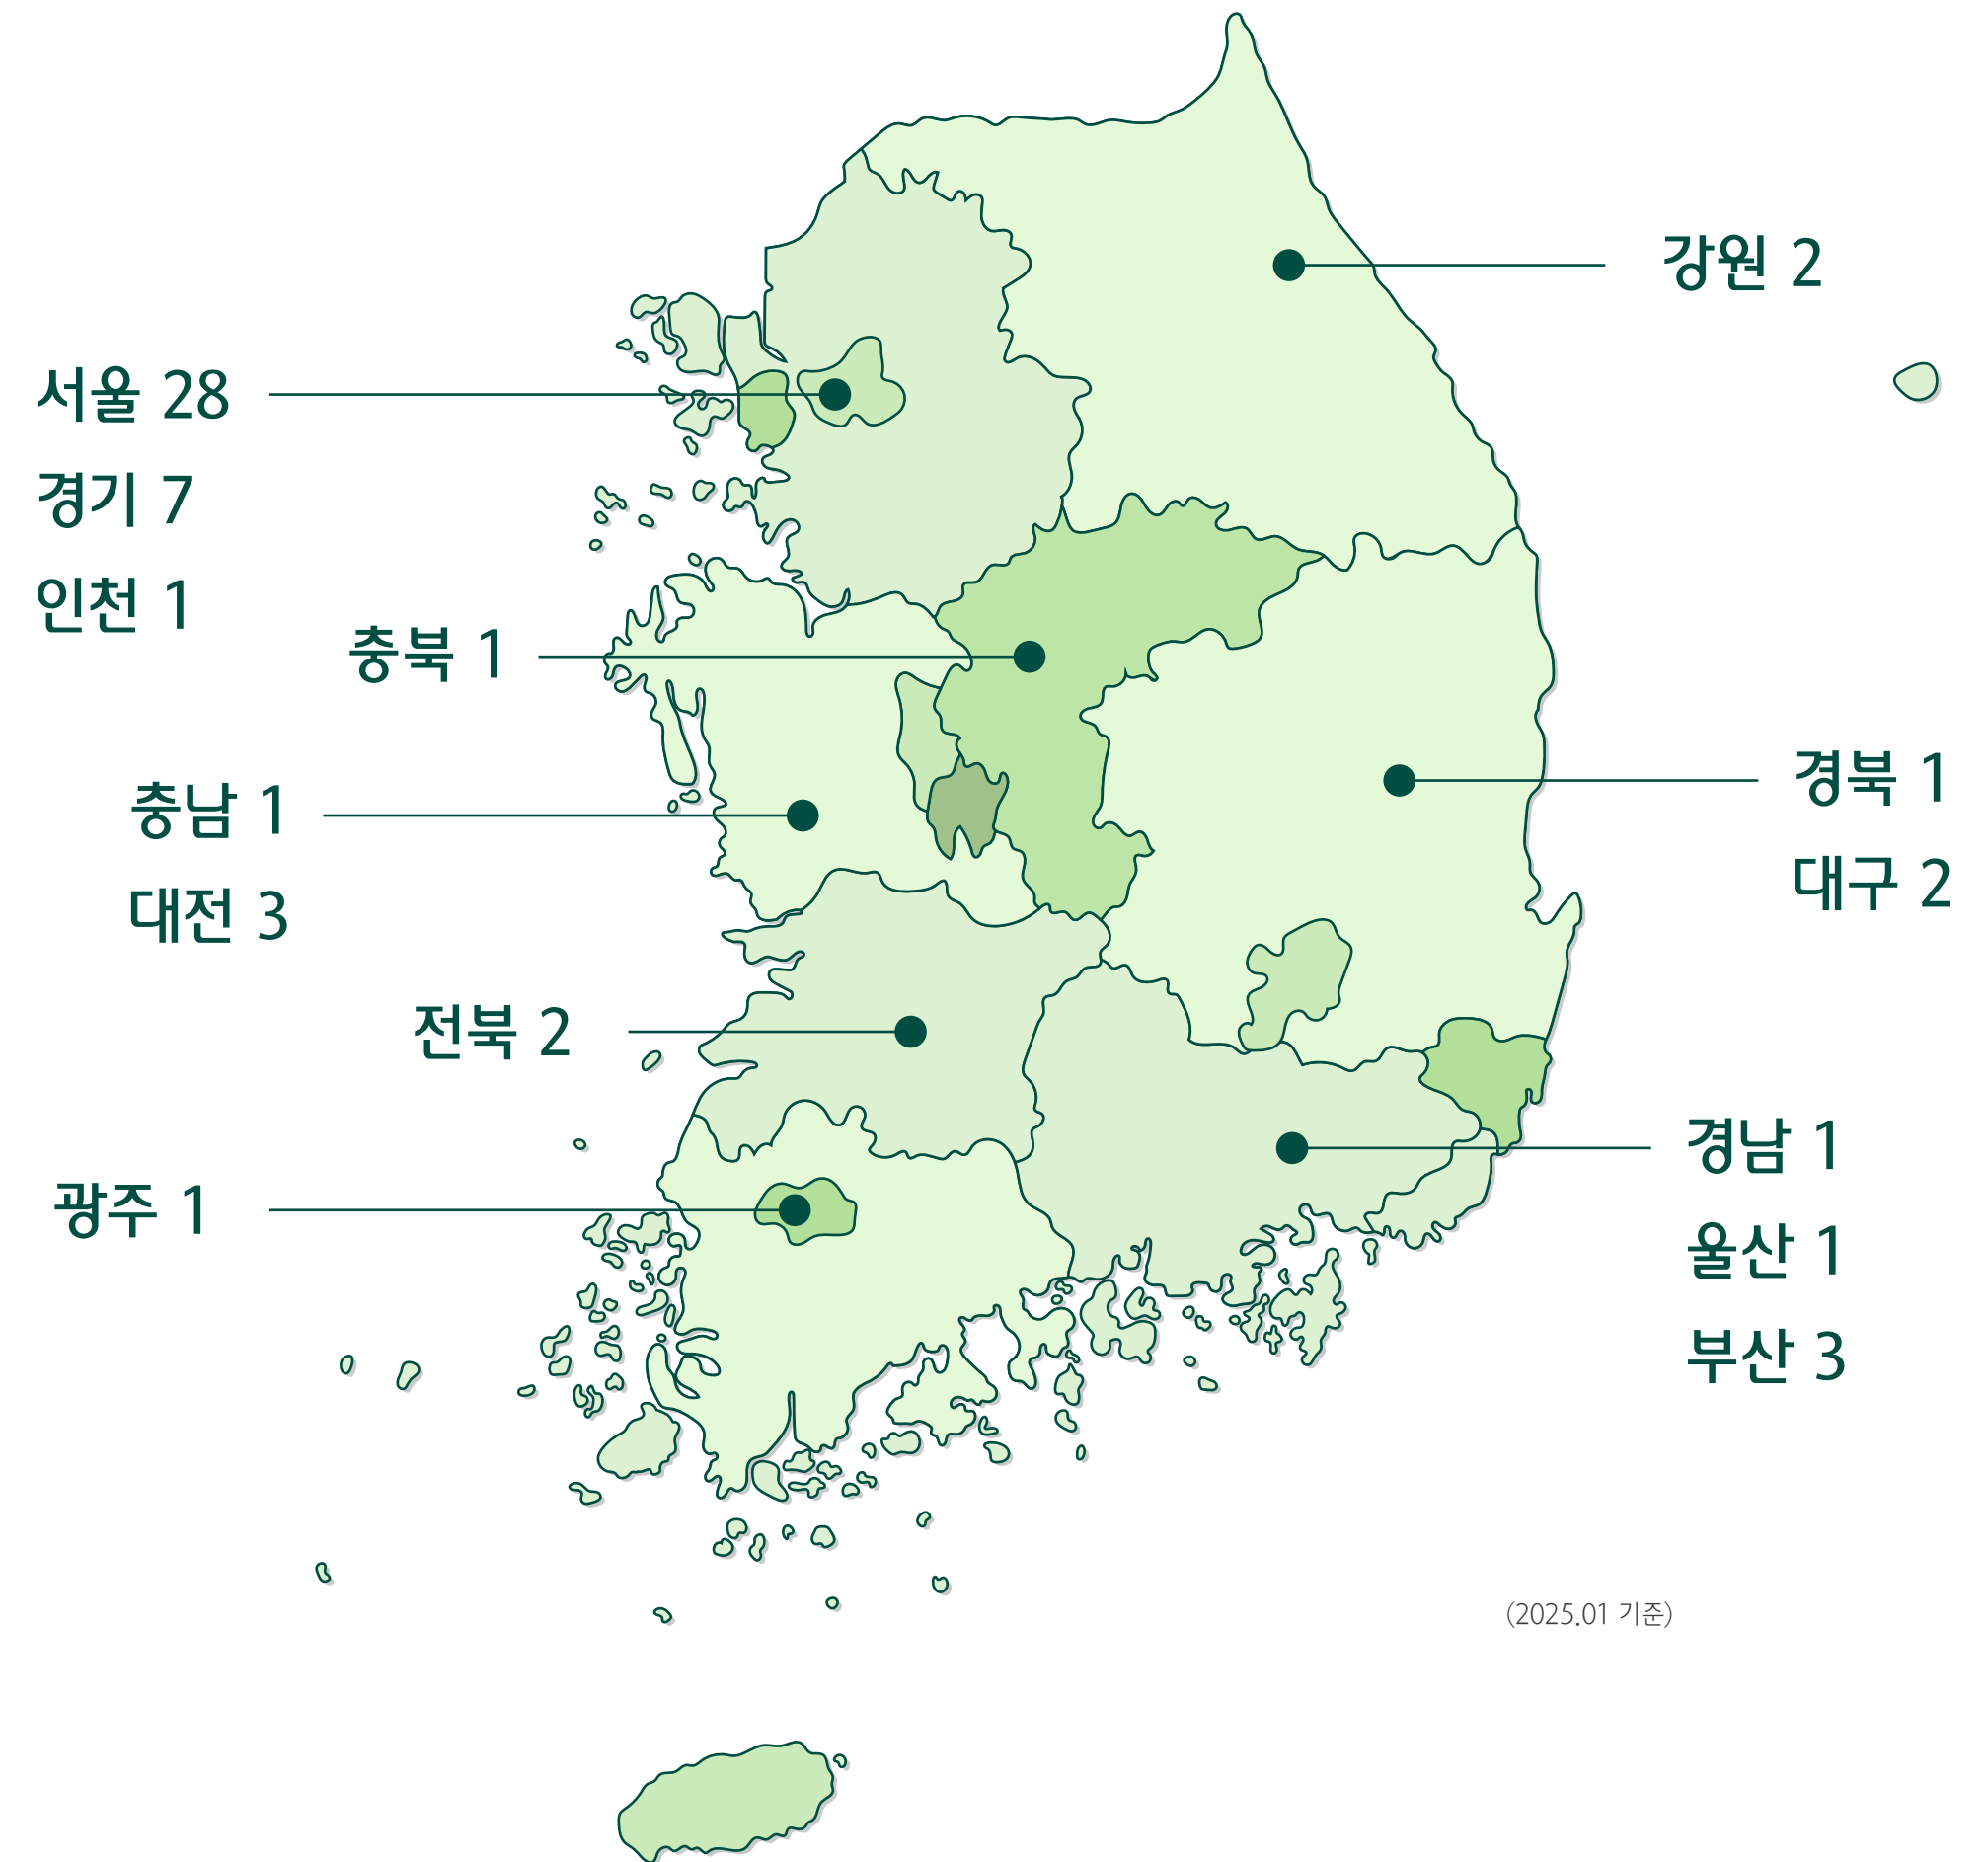 강원 2
서울 28
경기 7
인천 1
충북 1
충남 1
대전 3
경북 1
대구 2
전북 2
광주 1
경남 1
울산 1
부산 3
(2025.01 기준)